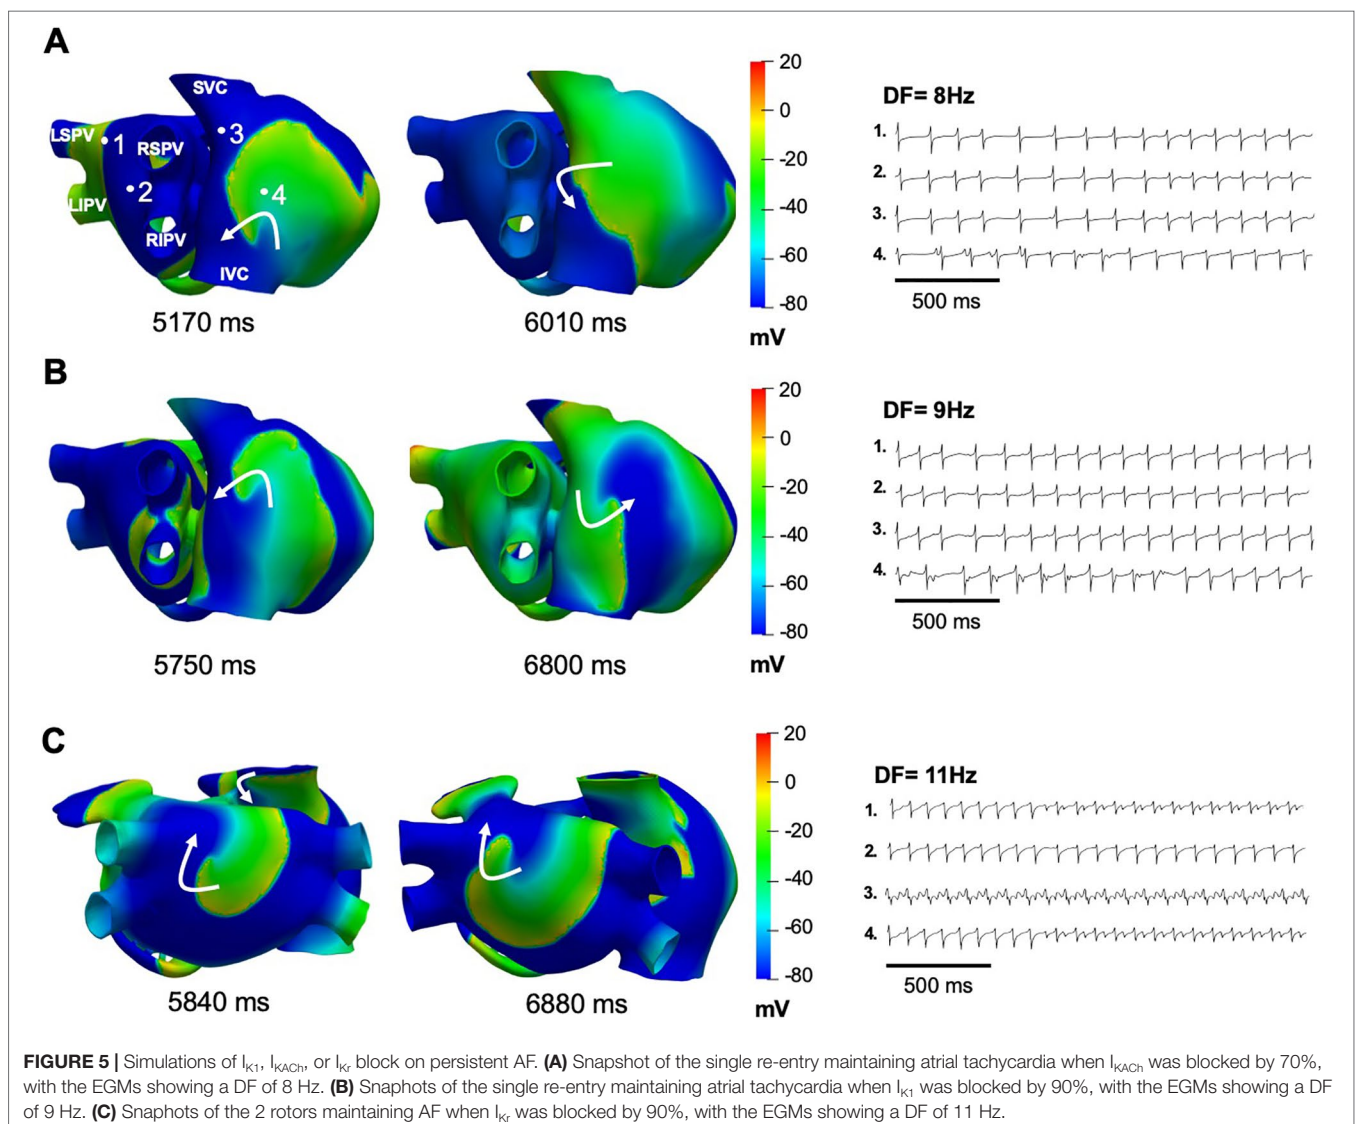 A
SVC
LSPV
1
3
RSPV
2
4
LIPV
RIPV
IVC
5170 ms
6010 ms
20
0
-20
-40
-60
-80
mV
DF= 8Hz
1.
2.
3.
4.
500 ms
B
5750 ms
6800 ms
20
0
-20
-40
-60
-80
mV
DF= 9Hz
1.
2.
3.
4.
500 ms
C
5840 ms
6880 ms
20
0
-20
-40
-60
-80
mV
DF= 11Hz
1.
2.
3.
4.
500 ms
FIGURE 5 | Simulations of IK1, IKACh, or IKr block on persistent AF. (A) Snapshot of the single re-entry maintaining atrial tachycardia when IKACh was blocked by 70%,
with the EGMs showing a DF of 8 Hz. (B) Snaphots of the single re-entry maintaining atrial tachycardia when IK1 was blocked by 90%, with the EGMs showing a DF
of 9 Hz. (C) Snaphots of the 2 rotors maintaining AF when IKr was blocked by 90%, with the EGMs showing a DF of 11 Hz.